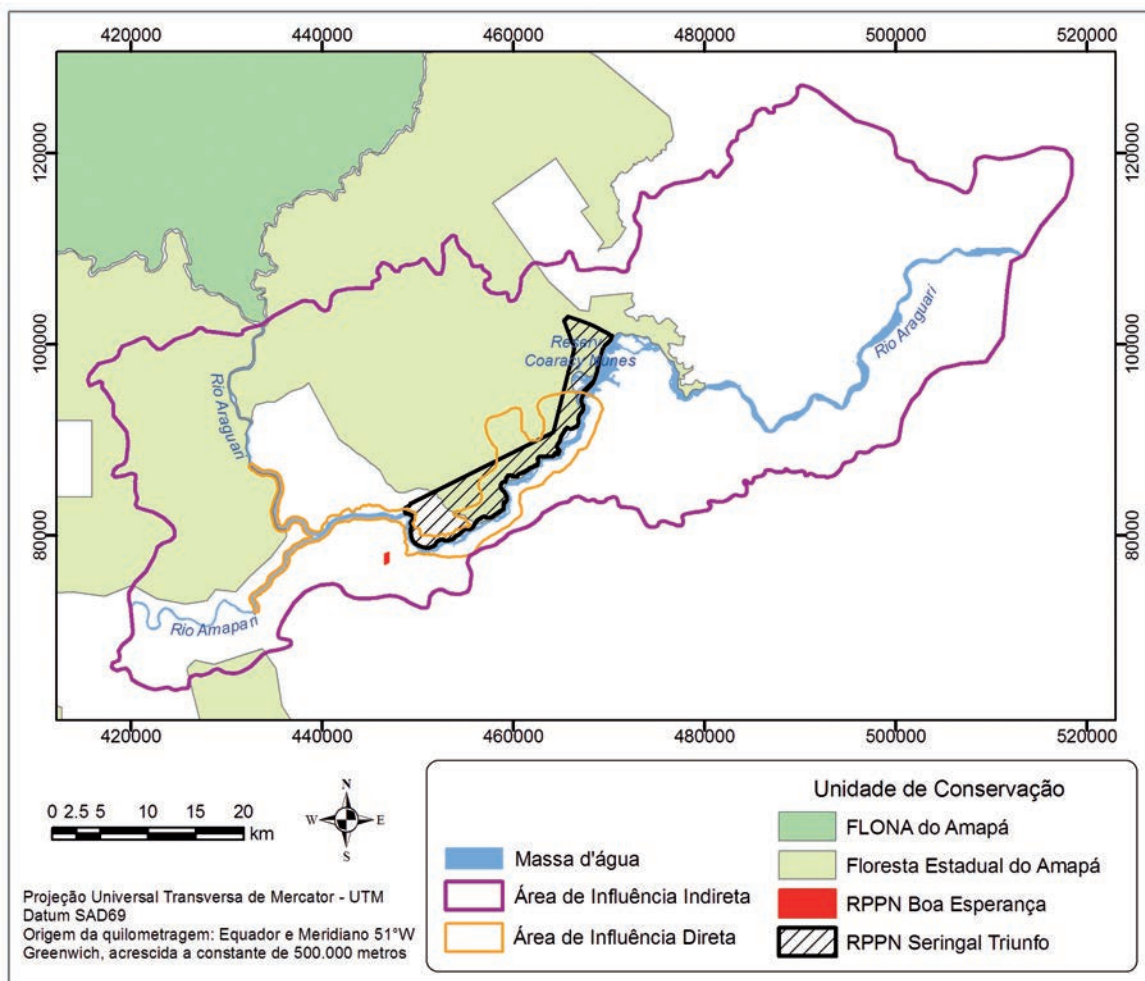 420000 440000 460000 480000 500000 520000
120000 120000
100000 100000
80000 80000
Reserv.
Coaracy Nunes
Rio Araguari
Rio Araguari
Rio Amapari
420000 440000 460000 480000 500000 520000
0 2.5 5 10 15 20
km
N
W E
S
Projeção Universal Transversa de Mercator - UTM
Datum SAD69
Origem da quilometragem: Equador e Meridiano 51°W
Greenwich, acrescida a constante de 500.000 metros
Massa d'água
Área de Influência Indireta
Área de Influência Direta
Unidade de Conservação
FLONA do Amapá
Floresta Estadual do Amapá
RPPN Boa Esperança
RPPN Seringal Triunfo